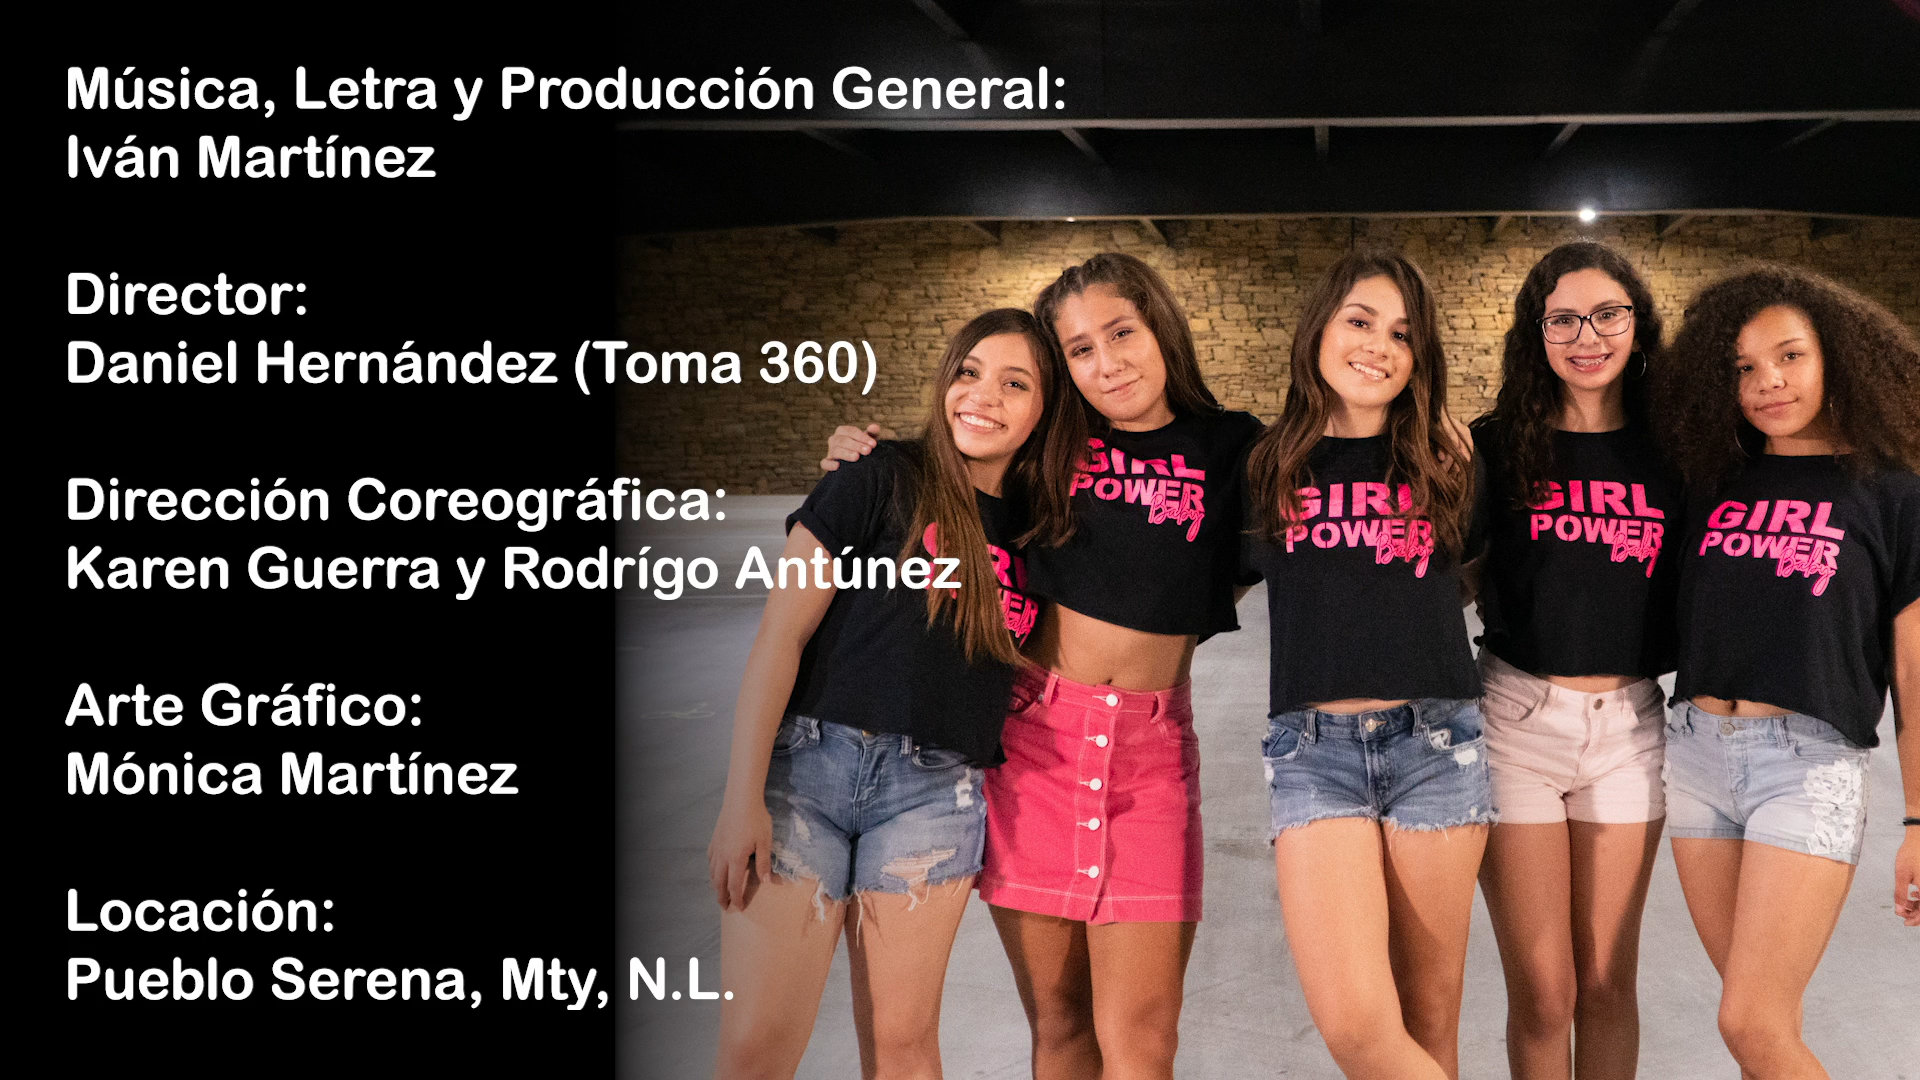 Música, Letra y Producción General:
Iván Martínez
Director:
Daniel Hernández (Toma 360)
Dirección Coreográfica:
Karen Guerra y Rodrígo Antúnez
Arte Gráfico:
Mónica Martínez
Locación:
Pueblo Serena, Mty, N.L.
GIRL
POWER
Baby
GIRL
POWER
Baby
GIRL
POWER
Baby
GIRL
POWER
Baby